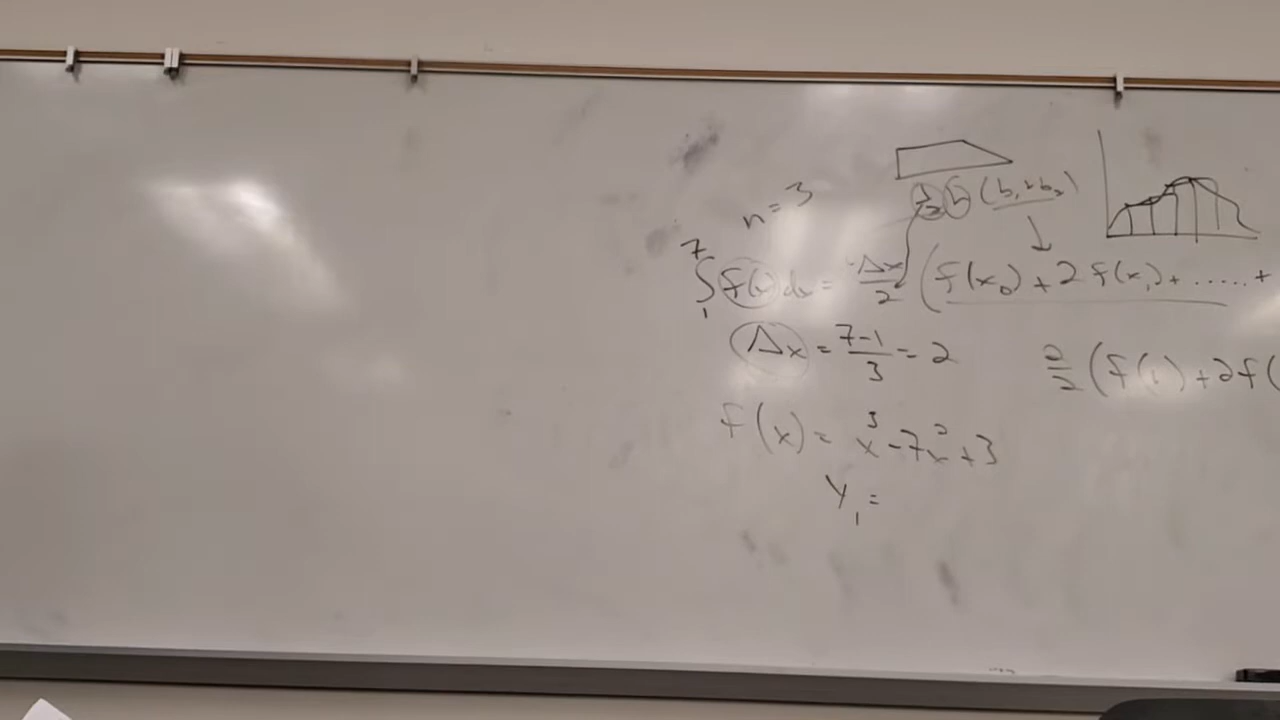 n = 3
½ h (b₁+b₂)
∫₁⁷ f(x) dx = Δx/2 (f(x₀) + 2 f(x₁) + ...... +
Δx = 7-1/3 = 2
2/2 (f(1) + 2f(
f(x) = x³ - 7x² + 3
Y₁ =